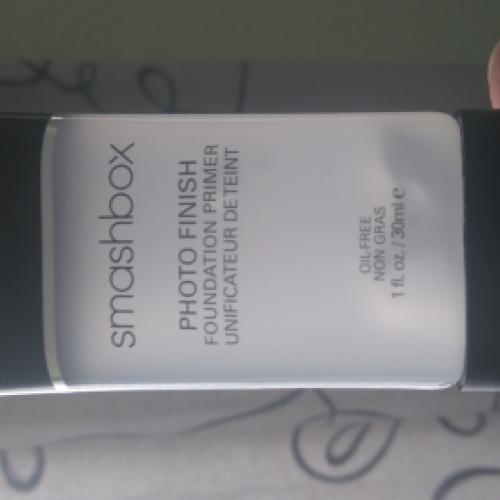 smashbox
PHOTO FINISH
FOUNDATION PRIMER
UNIFICATEUR DE TEINT
OIL-FREE
NON GRAS
1 fl. oz. / 30ml e